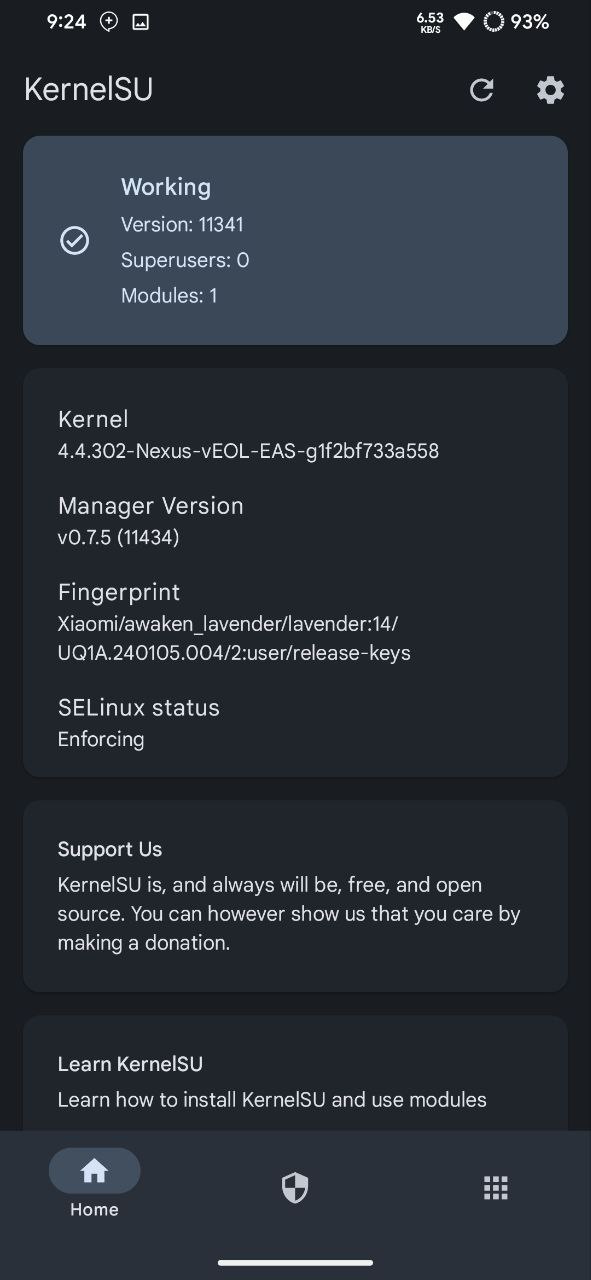 9:24
6.53
KB/S
93%
KernelSU
Working
Version: 11341
Superusers: 0
Modules: 1
Kernel
4.4.302-Nexus-vEOL-EAS-g1f2bf733a558
Manager Version
v0.7.5 (11434)
Fingerprint
Xiaomi/awaken_lavender/lavender:14/
UQ1A.240105.004/2:user/release-keys
SELinux status
Enforcing
Support Us
KernelSU is, and always will be, free, and open
source. You can however show us that you care by
making a donation.
Learn KernelSU
Learn how to install KernelSU and use modules
Home